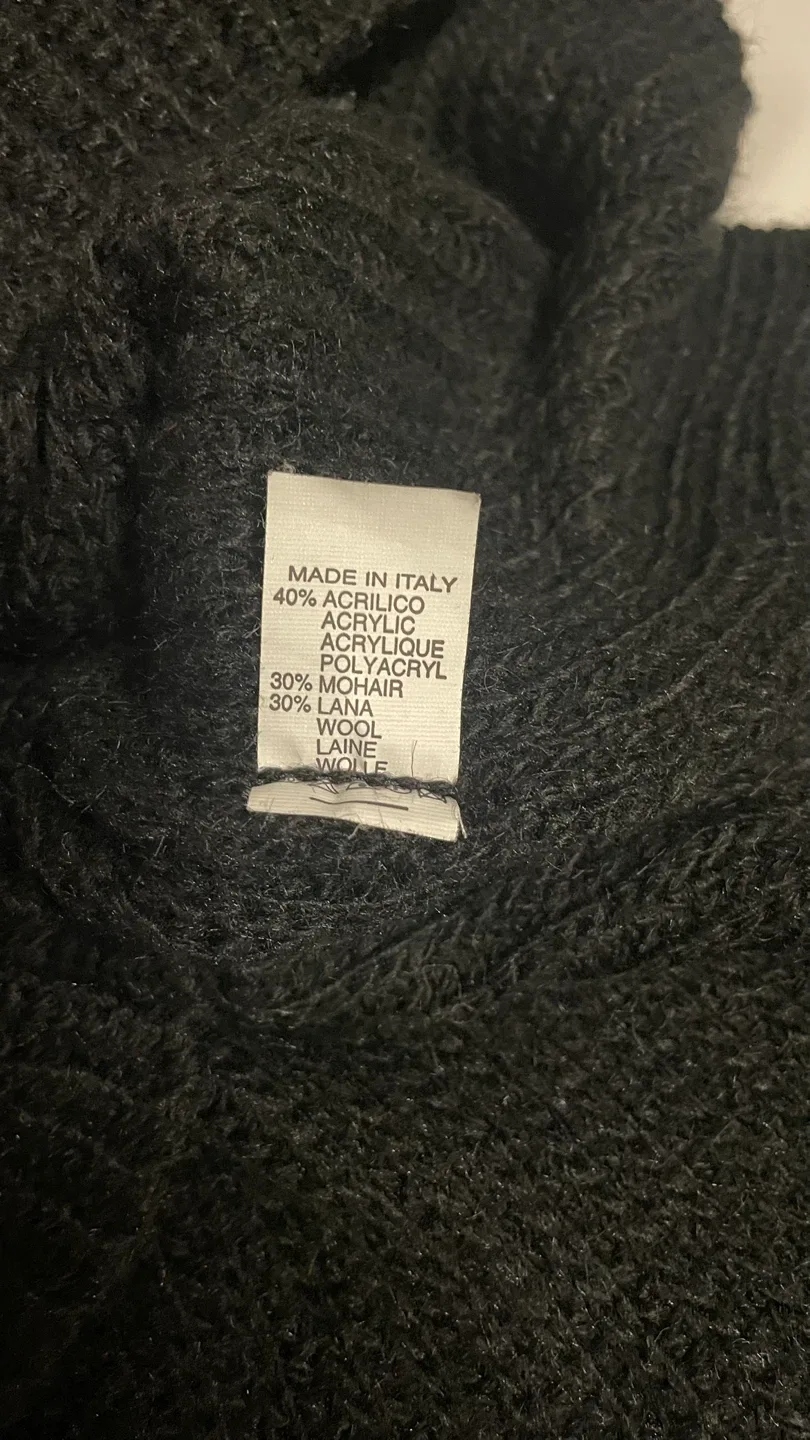 MADE IN ITALY
40% ACRILICO
ACRYLIC
ACRYLIQUE
POLYACRYL
30% MOHAIR
30% LANA
WOOL
LAINE
WOLLE